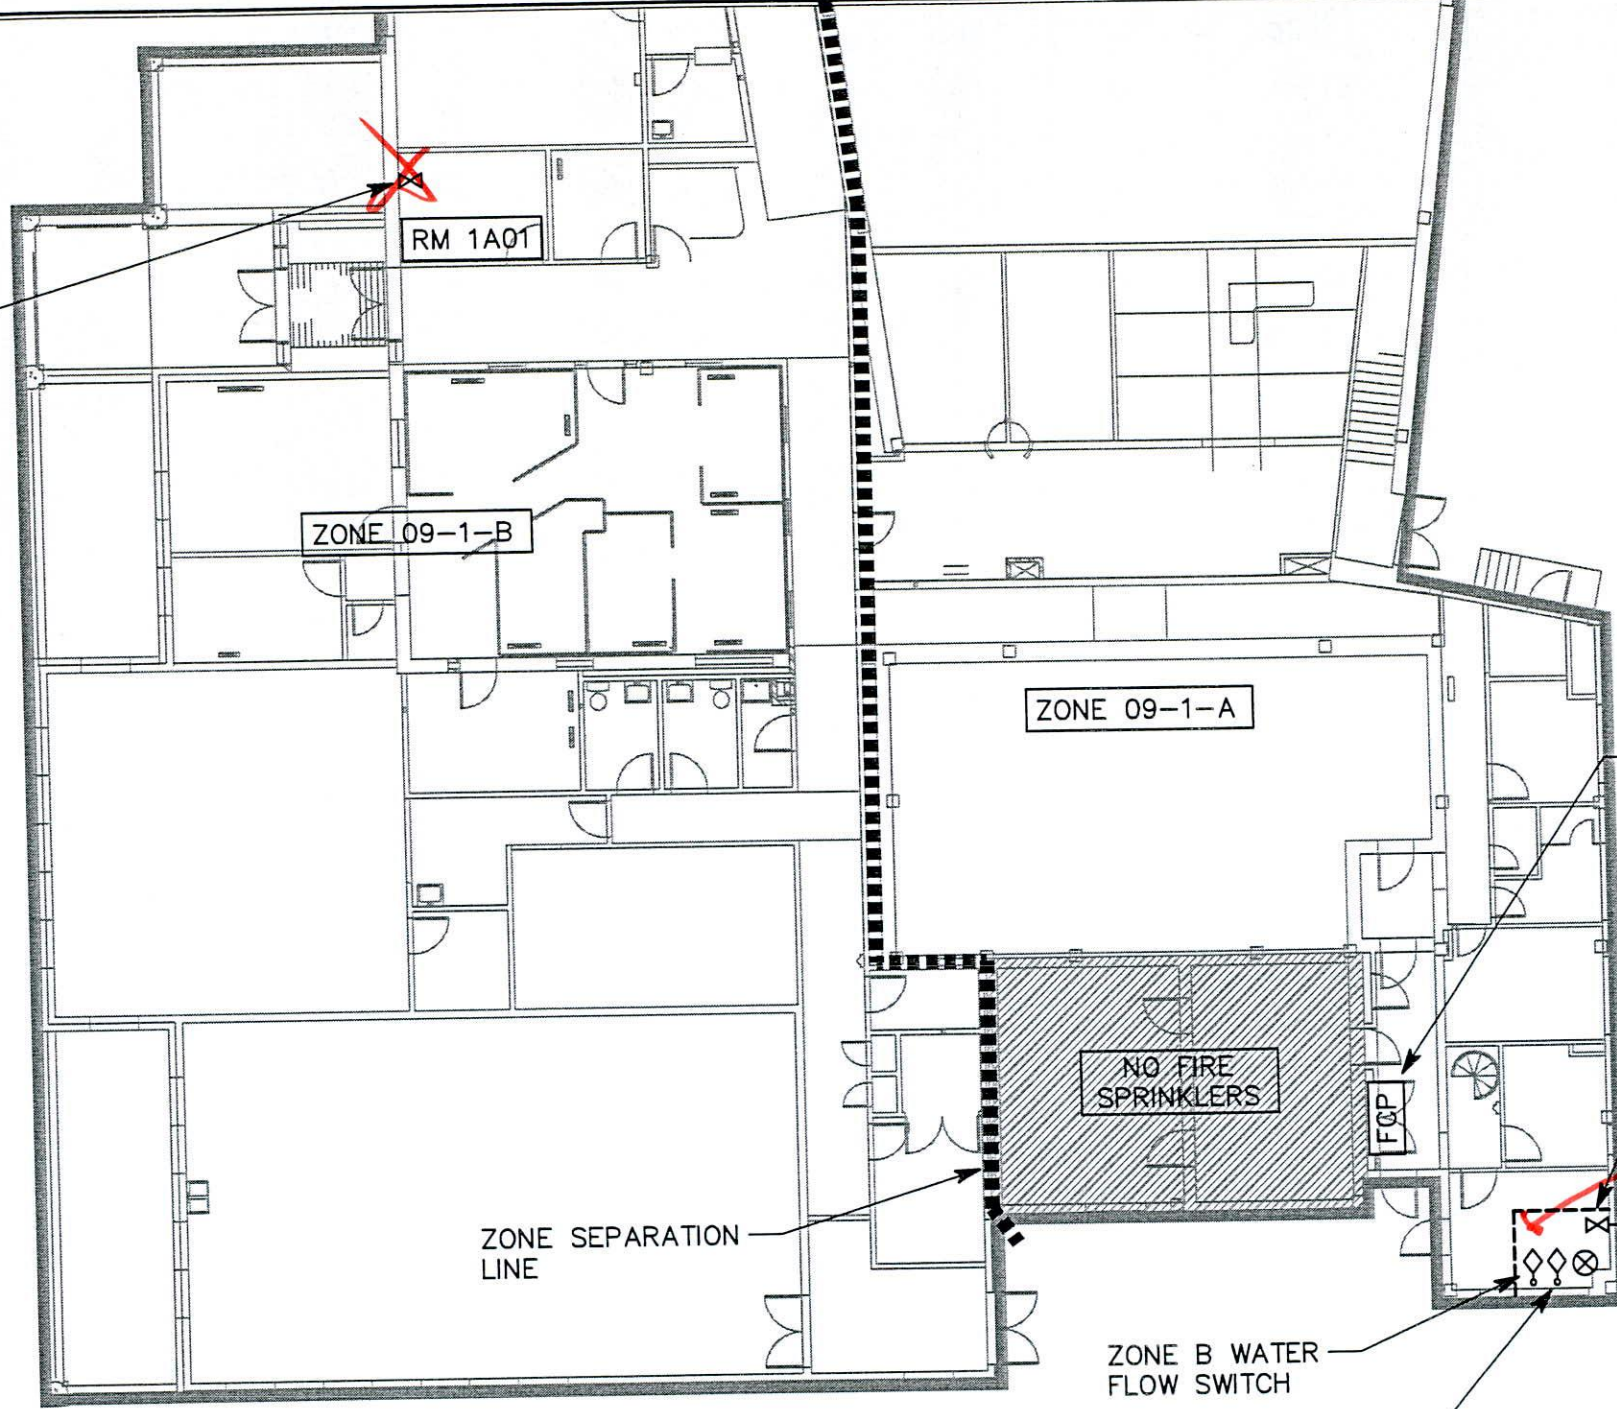 RM 1A01
ZONE 09-1-B
ZONE 09-1-A
NO FIRE
SPRINKLERS
FCP
ZONE SEPARATION
LINE
ZONE B WATER
FLOW SWITCH